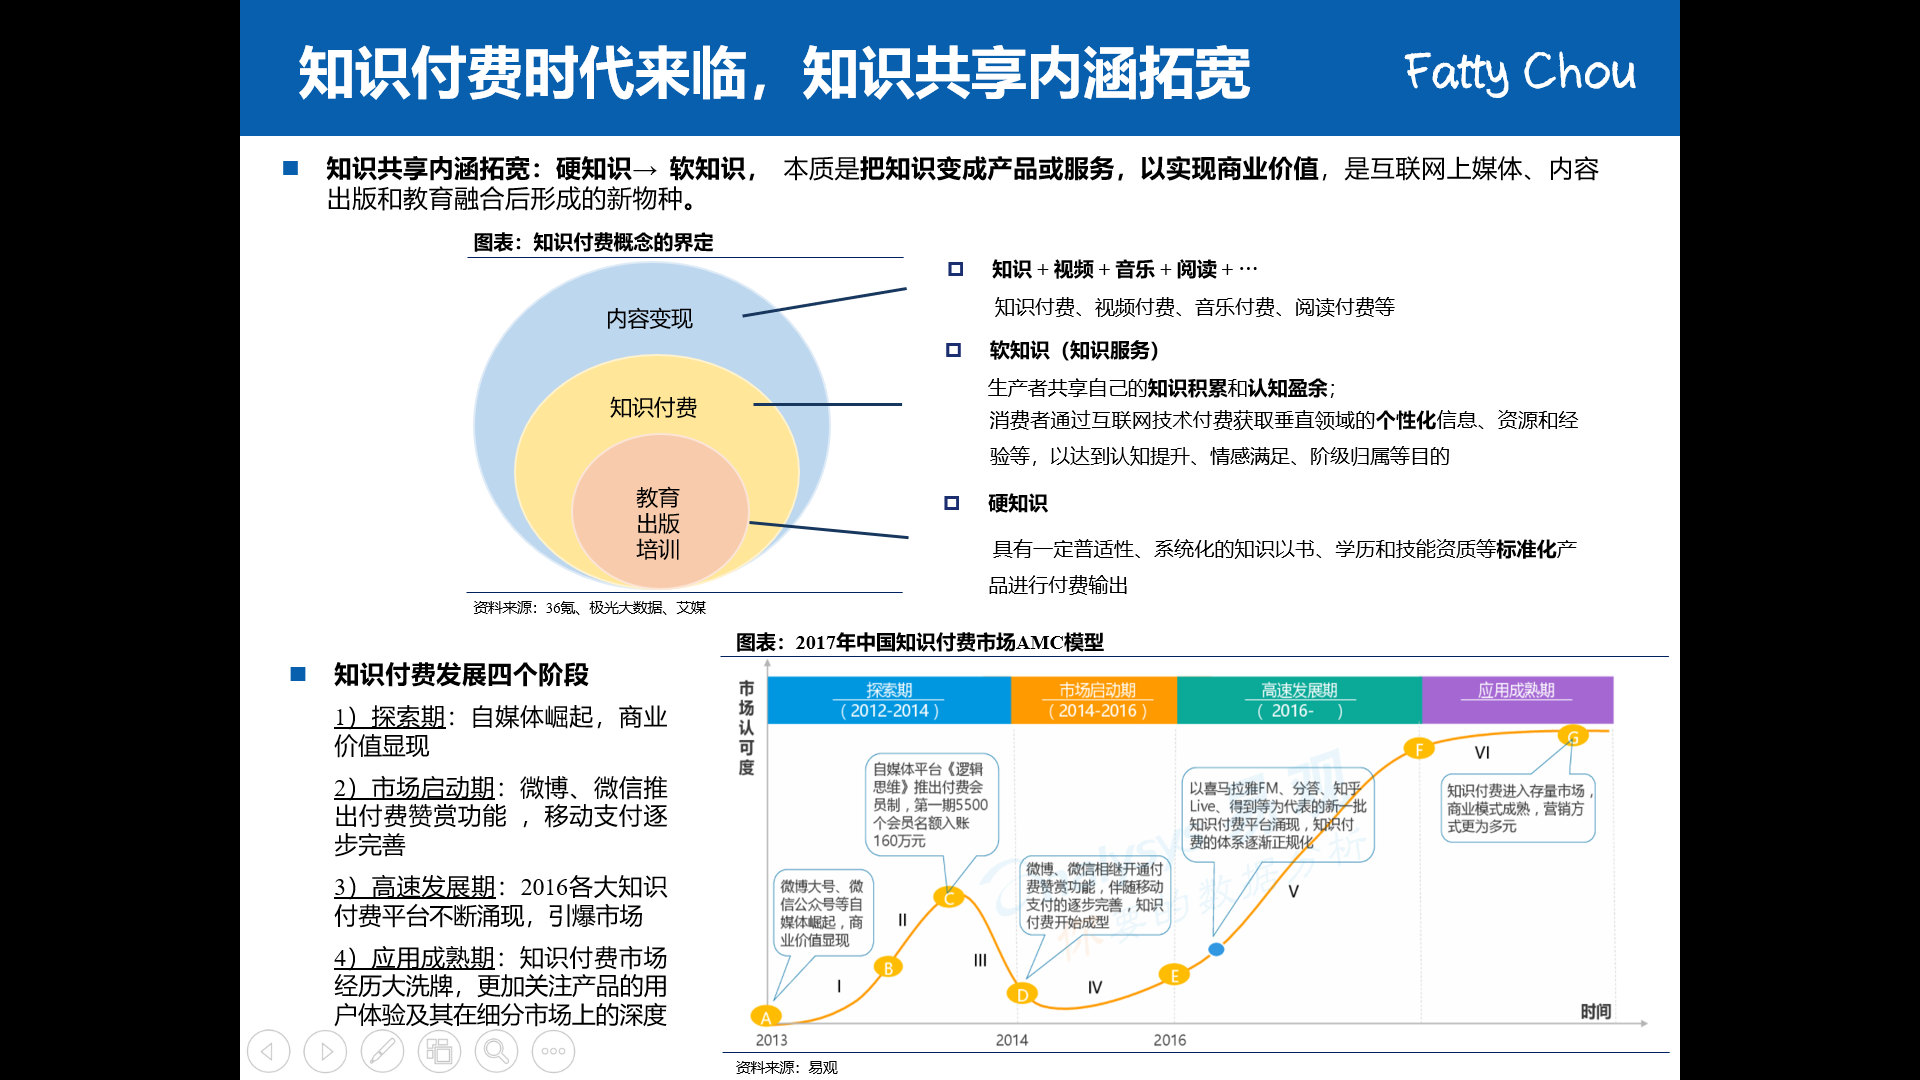 知识付费时代来临，知识共享内涵拓宽
Fatty Chou
知识共享内涵拓宽：硬知识→ 软知识， 本质是把知识变成产品或服务，以实现商业价值，是互联网上媒体、内容
出版和教育融合后形成的新物种。
图表：知识付费概念的界定
内容变现
知识付费
教育
出版
培训
资料来源：36氪、极光大数据、艾媒
知识 + 视频 + 音乐 + 阅读 + …
知识付费、视频付费、音乐付费、阅读付费等
软知识（知识服务）
生产者共享自己的知识积累和认知盈余；
消费者通过互联网技术付费获取垂直领域的个性化信息、资源和经
验等，以达到认知提升、情感满足、阶级归属等目的
硬知识
具有一定普适性、系统化的知识以书、学历和技能资质等标准化产
品进行付费输出
知识付费发展四个阶段
1）探索期：自媒体崛起，商业
价值显现
2）市场启动期：微博、微信推
出付费赞赏功能 ，移动支付逐
步完善
3）高速发展期：2016各大知识
付费平台不断涌现，引爆市场
4）应用成熟期：知识付费市场
经历大洗牌，更加关注产品的用
户体验及其在细分市场上的深度
图表：2017年中国知识付费市场AMC模型
市场认可度
探索期
（2012-2014）
市场启动期
（2014-2016）
高速发展期
（ 2016- ）
应用成熟期
微博大号、微
信公众号等自
媒体崛起，商
业价值显现
自媒体平台《逻辑
思维》推出付费会
员制，第一期5500
个会员名额入账
160万元
微博、微信相继开通付
费赞赏功能，伴随移动
支付的逐步完善，知识
付费开始成型
以喜马拉雅FM、分答、知乎
Live、得到等为代表的新一批
知识付费平台涌现，知识付
费的体系逐渐正规化
知识付费进入存量市场，
商业模式成熟，营销方
式更为多元
A
B
C
D
E
F
G
I
II
III
IV
V
VI
时间
2013
2014
2016
资料来源：易观